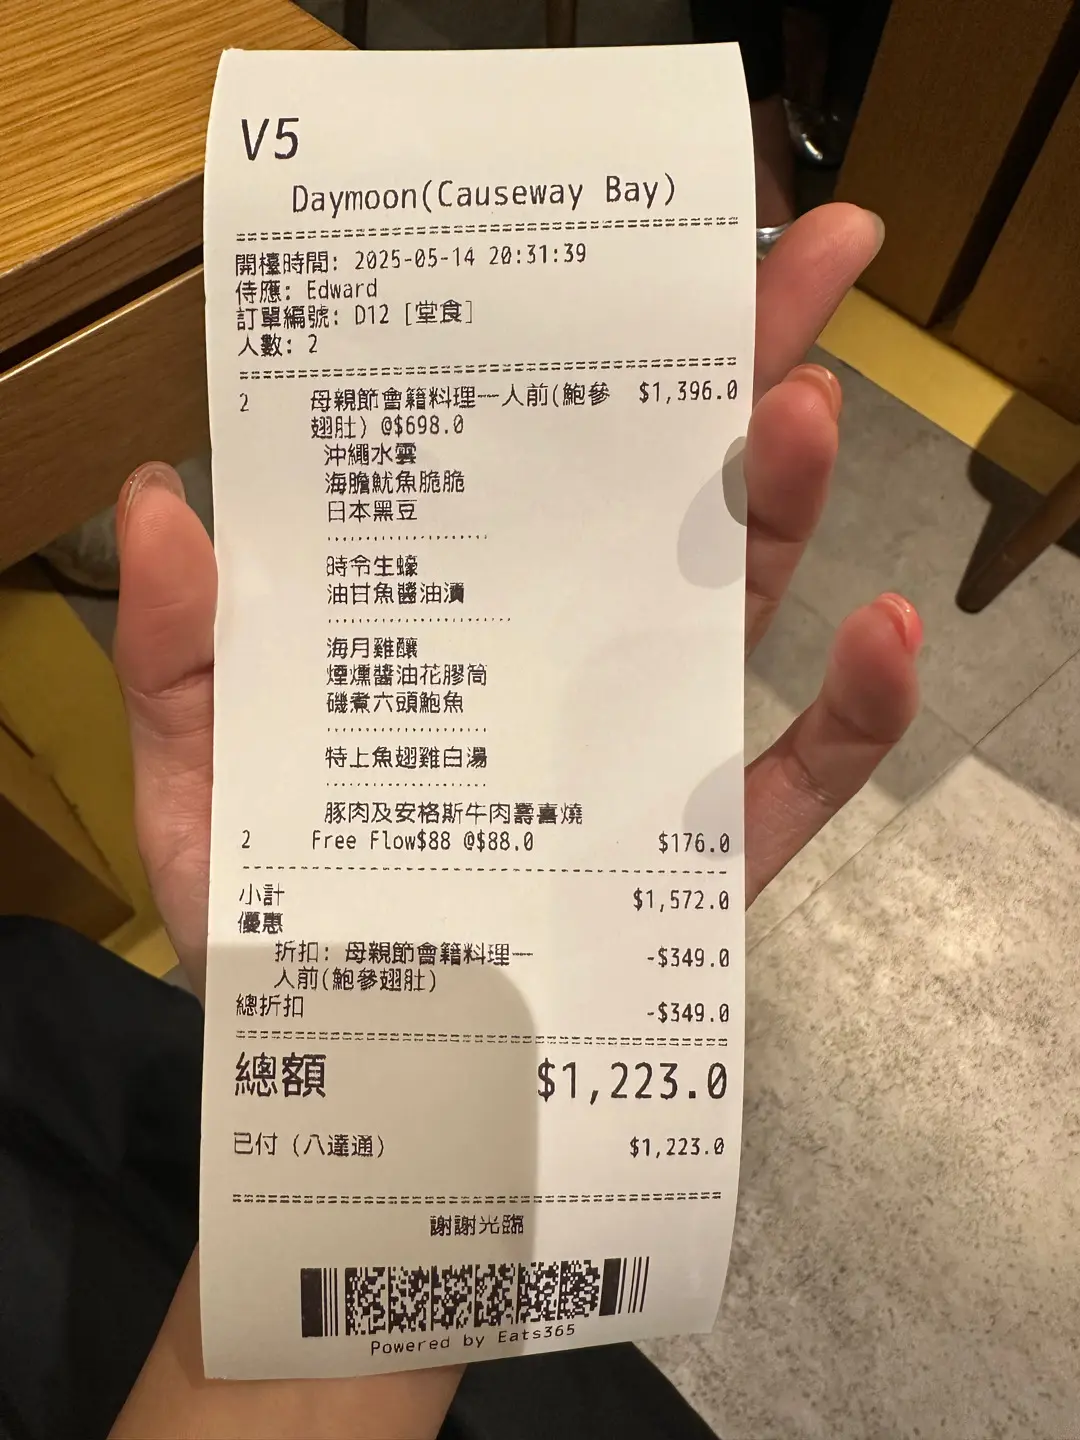 V5
Daymoon(Causeway Bay)
開檯時間: 2025-05-14 20:31:39
侍應: Edward
訂單編號: D12 [堂食]
人數: 2
2 母親節會籍料理一人前(鮑參 $1,396.0
翅肚) @$698.0
沖繩水雲
海膽魷魚脆脆
日本黑豆
時令生蠔
油甘魚醬油漬
海月雞釀
煙燻醬油花膠筒
磯煮六頭鮑魚
特上魚翅雞白湯
豚肉及安格斯牛肉壽喜燒
2 Free Flow$88 @$88.0 $176.0
小計 $1,572.0
優惠
折扣: 母親節會籍料理一 -$349.0
人前(鮑參翅肚)
總折扣 -$349.0
總額 $1,223.0
已付 (八達通) $1,223.0
謝謝光臨
Powered by Eats365